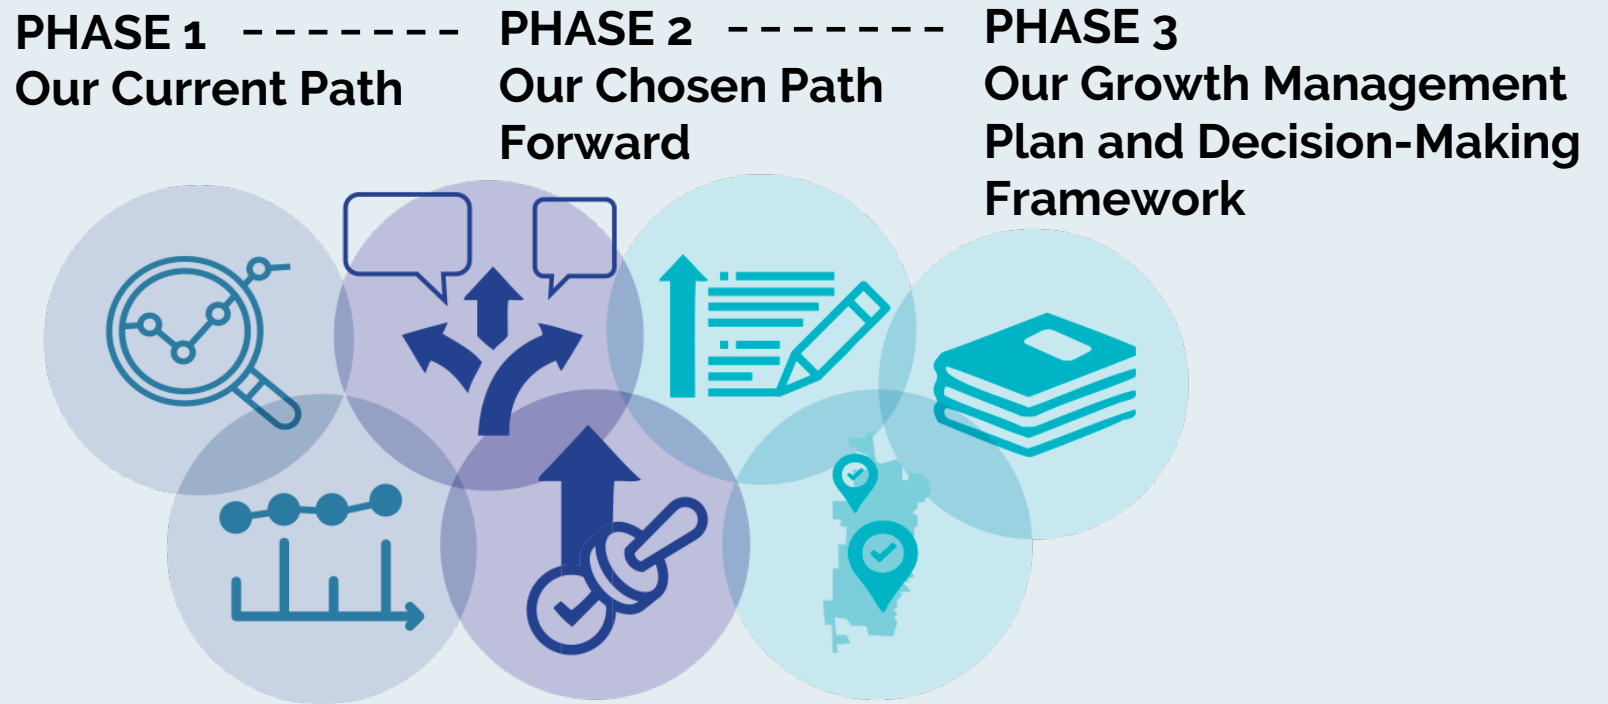 PHASE 1
Our Current Path
PHASE 2
Our Chosen Path
Forward
PHASE 3
Our Growth Management
Plan and Decision-Making
Framework